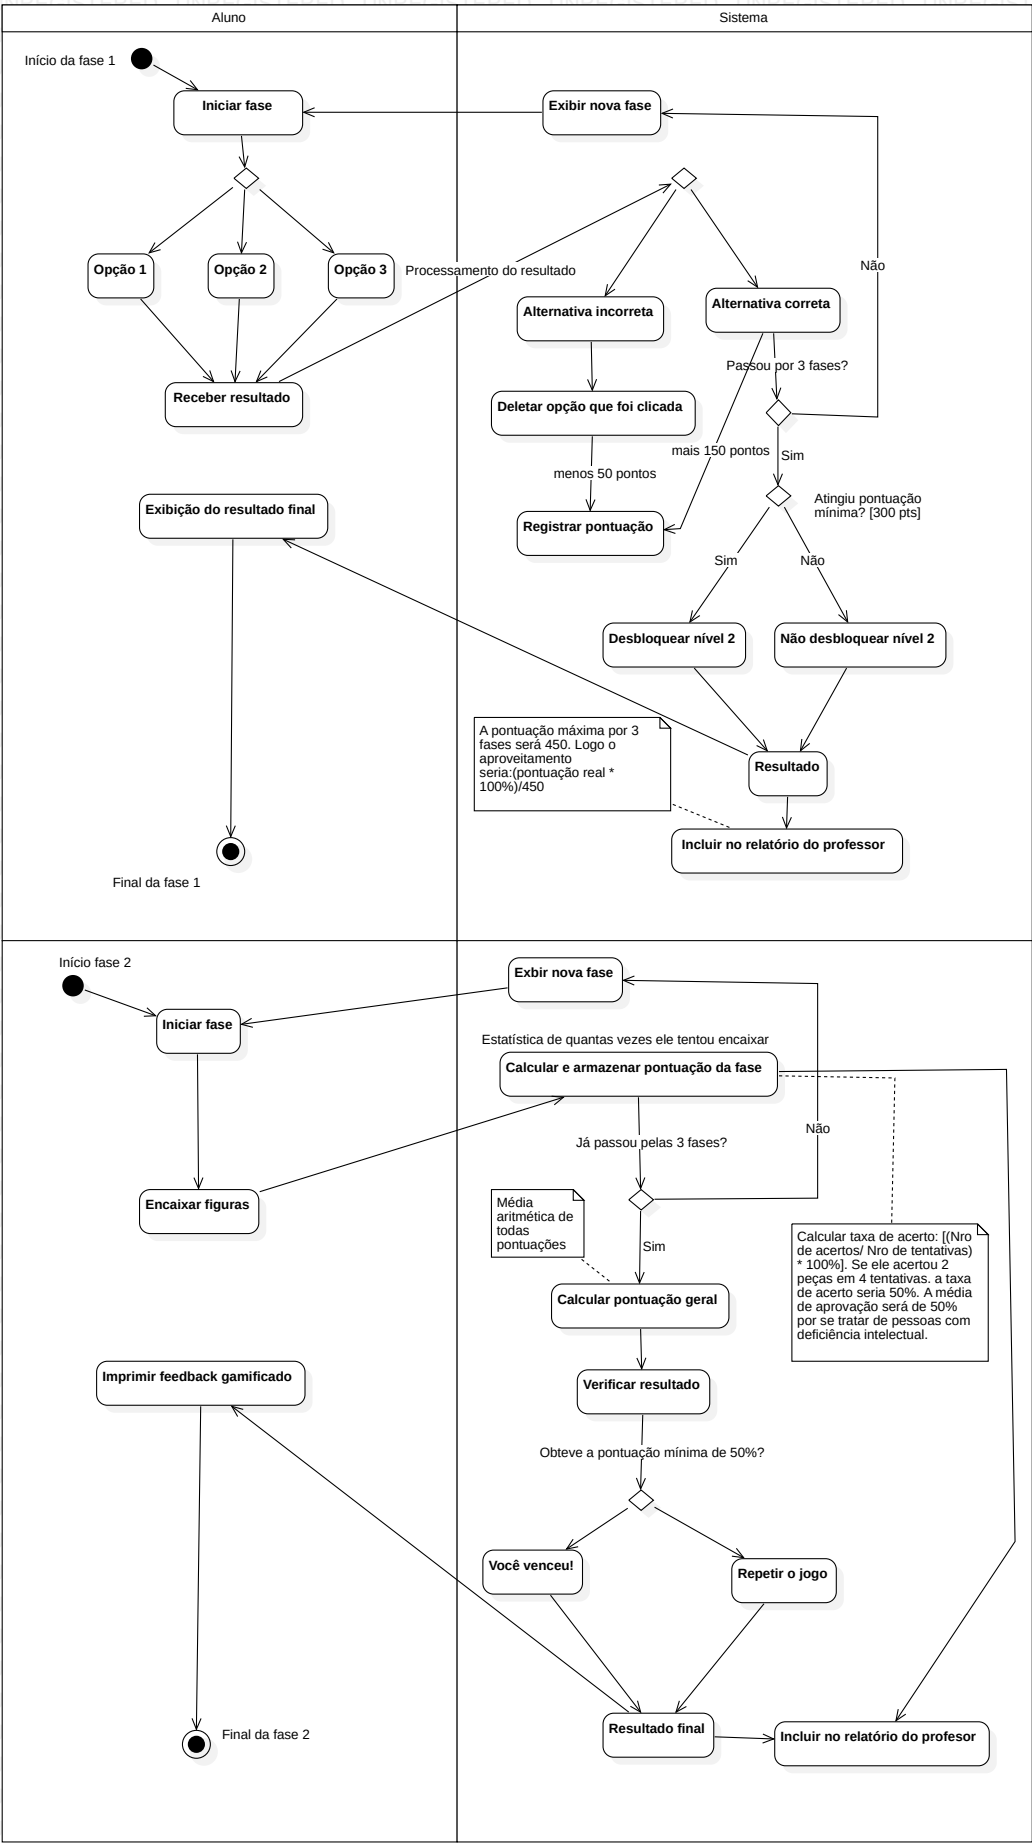 Aluno
Sistema
Início da fase 1
Iniciar fase
Exibir nova fase
Opção 1
Opção 2
Opção 3
Processamento do resultado
Não
Alternativa incorreta
Alternativa correta
Passou por 3 fases?
Receber resultado
Deletar opção que foi clicada
mais 150 pontos
Sim
menos 50 pontos
Atingiu pontuação
mínima? [300 pts]
Exibição do resultado final
Registrar pontuação
Sim
Não
Desbloquear nível 2
Não desbloquear nível 2
A pontuação máxima por 3
fases será 450. Logo o
aproveitamento
seria:(pontuação real *
100%)/450
Resultado
Incluir no relatório do professor
Final da fase 1
Início fase 2
Exbir nova fase
Iniciar fase
Estatística de quantas vezes ele tentou encaixar
Calcular e armazenar pontuação da fase
Não
Já passou pelas 3 fases?
Encaixar figuras
Média
aritmética de
todas
pontuações
Sim
Calcular taxa de acerto: [(Nro
de acertos/ Nro de tentativas)
* 100%]. Se ele acertou 2
peças em 4 tentativas. a taxa
de acerto seria 50%. A média
de aprovação será de 50%
por se tratar de pessoas com
deficiência intelectual.
Calcular pontuação geral
Imprimir feedback gamificado
Verificar resultado
Obteve a pontuação mínima de 50%?
Você venceu!
Repetir o jogo
Final da fase 2
Resultado final
Incluir no relatório do profesor